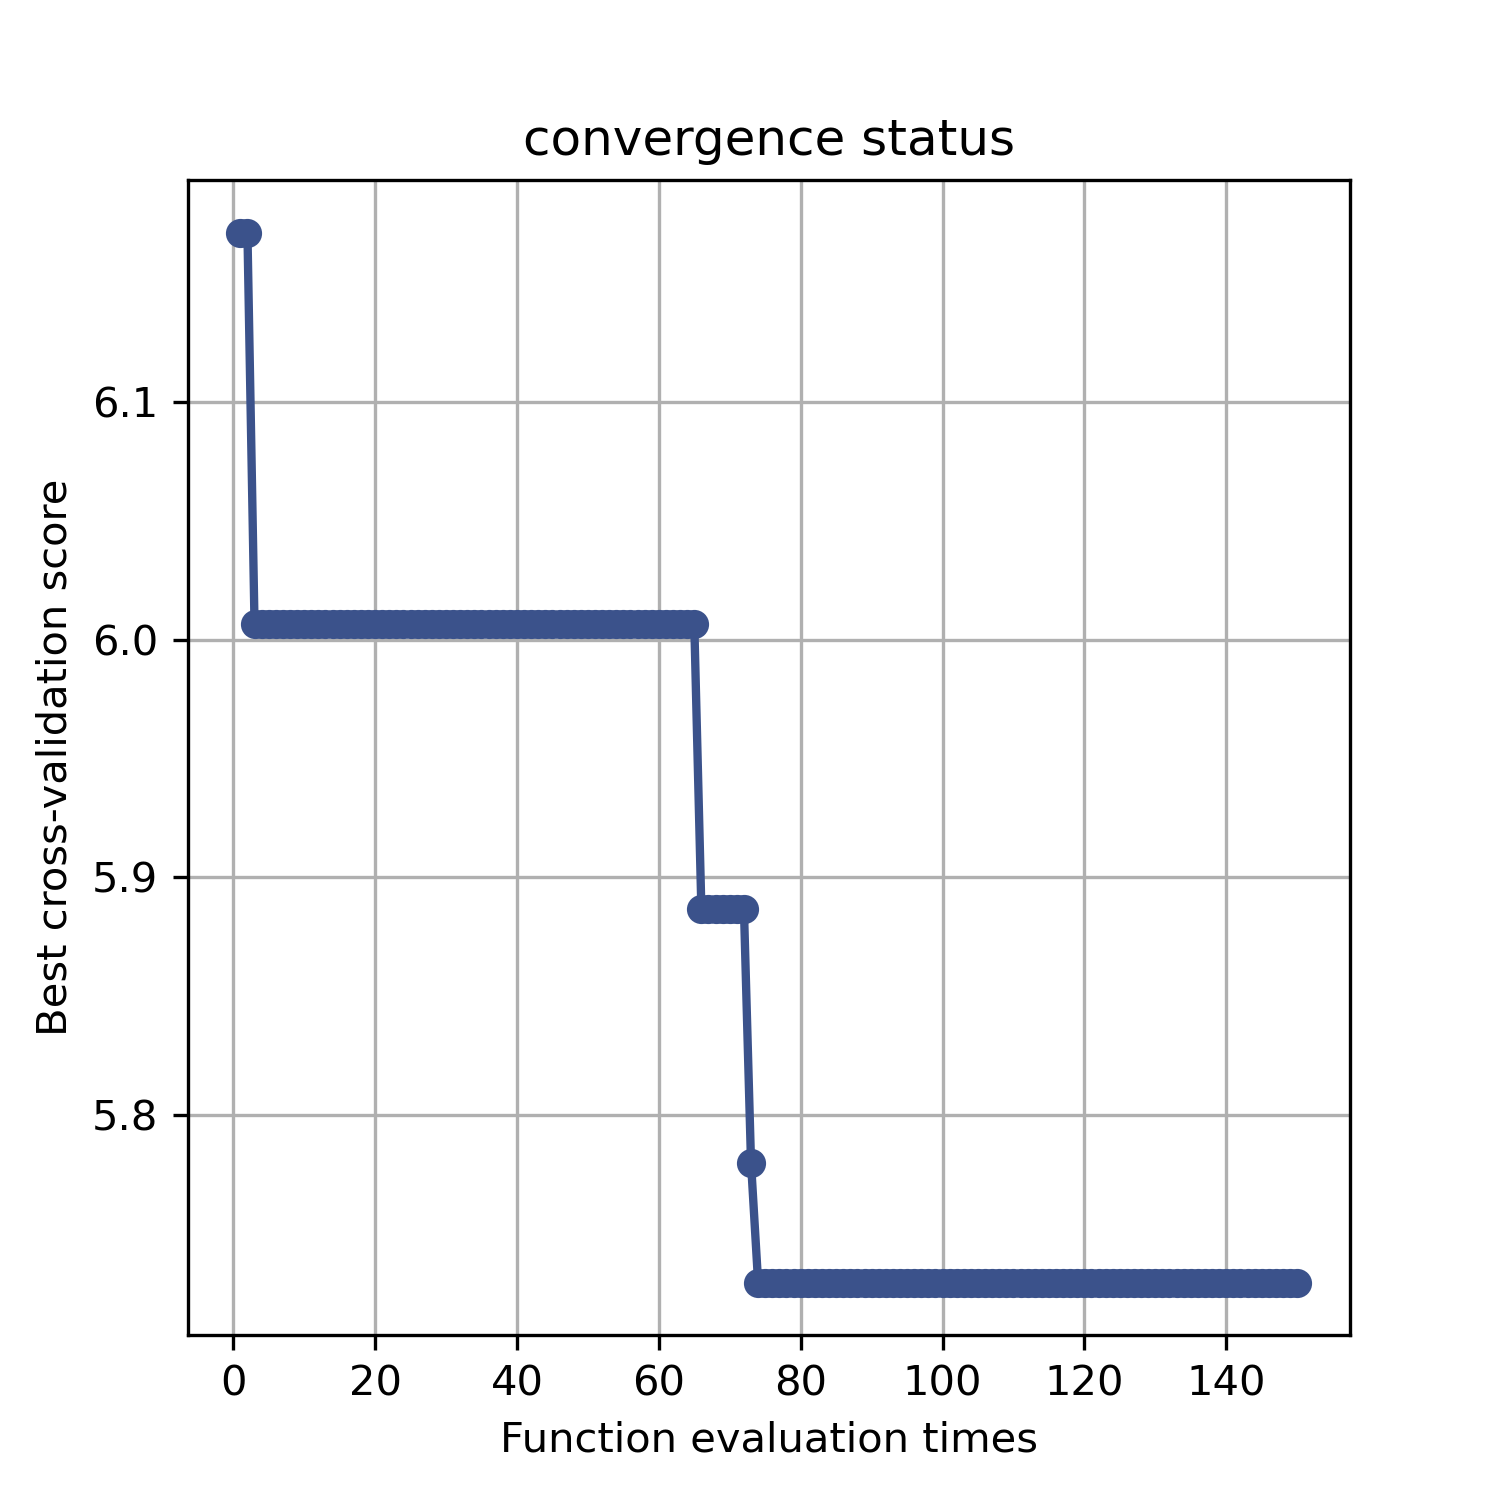 convergence status
6.1
6.0
5.9
5.8
Best cross-validation score
0 20 40 60 80 100 120 140
Function evaluation times